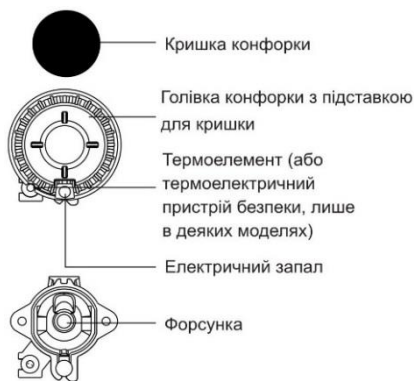 Кришка конфорки
Голівка конфорки з підставкою
для кришки
Термоелемент (або
термоелектричний
пристрій безпеки, лише
в деяких моделях)
Електричний запал
Форсунка